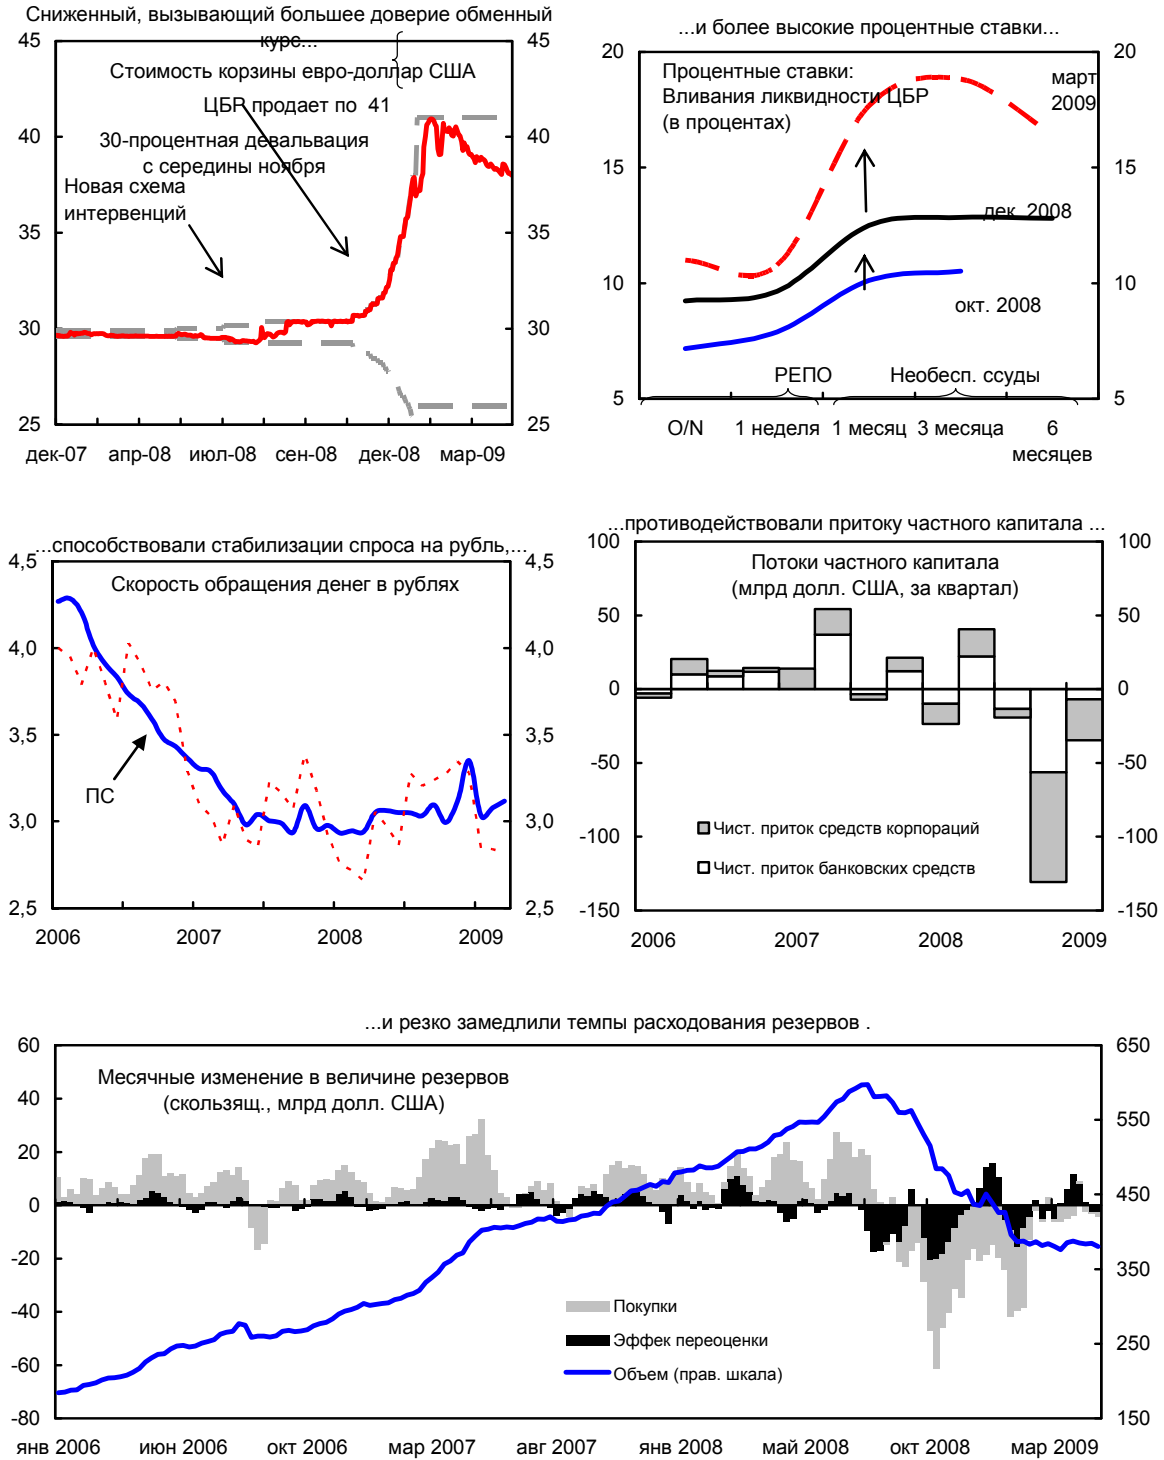 Сниженный, вызывающий большее доверие обменный
курс...
Стоимость корзины евро-доллар США
ЦБР продает по 41
30-процентная девальвация
с середины ноября
Новая схема
интервенций
45
40
35
30
25
45
40
35
30
25
дек-07
апр-08
июл-08
сен-08
дек-08
мар-09
...и более высокие процентные ставки...
Процентные ставки:
Вливания ликвидности ЦБР
(в процентах)
март
2009
дек. 2008
окт. 2008
РЕПО
Необесп. ссуды
20
15
10
5
20
15
10
5
O/N
1 неделя
1 месяц
3 месяца
6
месяцев
...способствовали стабилизации спроса на рубль,...
Скорость обращения денег в рублях
ПС
4,5
4,0
3,5
3,0
2,5
4,5
4,0
3,5
3,0
2,5
2006
2007
2008
2009
...противодействовали притоку частного капитала ...
Потоки частного капитала
(млрд долл. США, за квартал)
Чист. приток средств корпораций
Чист. приток банковских средств
100
50
0
-50
-100
-150
100
50
0
-50
-100
-150
2006
2007
2008
2009
...и резко замедлили темпы расходования резервов .
Месячные изменение в величине резервов
(скользящ., млрд долл. США)
Покупки
Эффек переоценки
Объем (прав. шкала)
60
40
20
0
-20
-40
-60
-80
650
550
450
350
250
150
янв 2006
июн 2006
окт 2006
мар 2007
авг 2007
янв 2008
май 2008
окт 2008
мар 2009